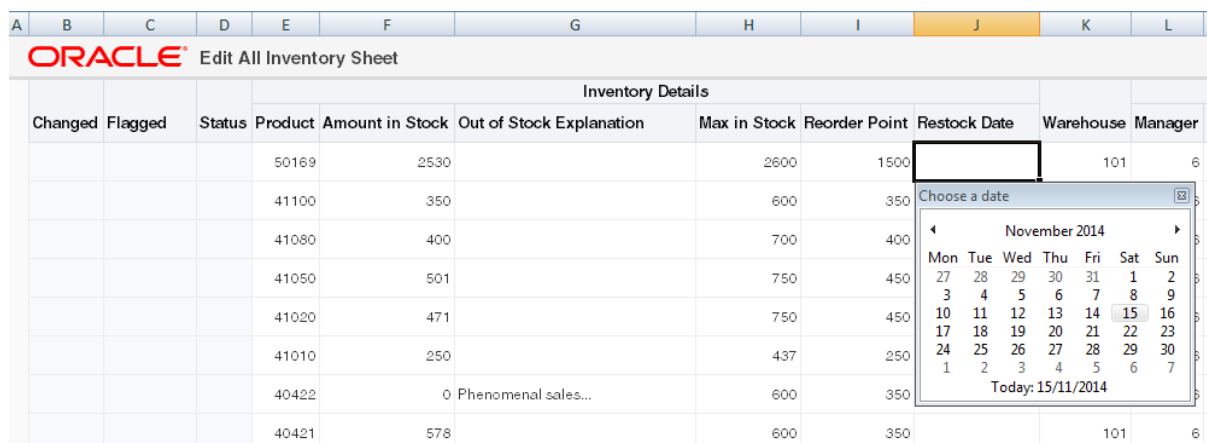 A B C D E F G H I J K L
ORACLE® Edit All Inventory Sheet
Inventory Details
Changed Flagged Status Product Amount in Stock Out of Stock Explanation Max in Stock Reorder Point Restock Date Warehouse Manager
50169 2530 2600 1500 101 6
41100 350 600 350
Choose a date
41080 400 700 400
November 2014
Mon Tue Wed Thu Fri Sat Sun
27 28 29 30 31 1 2
41050 501 750 450
3 4 5 6 7 8 9
10 11 12 13 14 15 16
41020 471 750 450
17 18 19 20 21 22 23
24 25 26 27 28 29 30
41010 250 437 250
1 2 3 4 5 6 7
Today: 15/11/2014
40422 0 Phenomenal sales... 600 350
40421 578 600 350 101 6